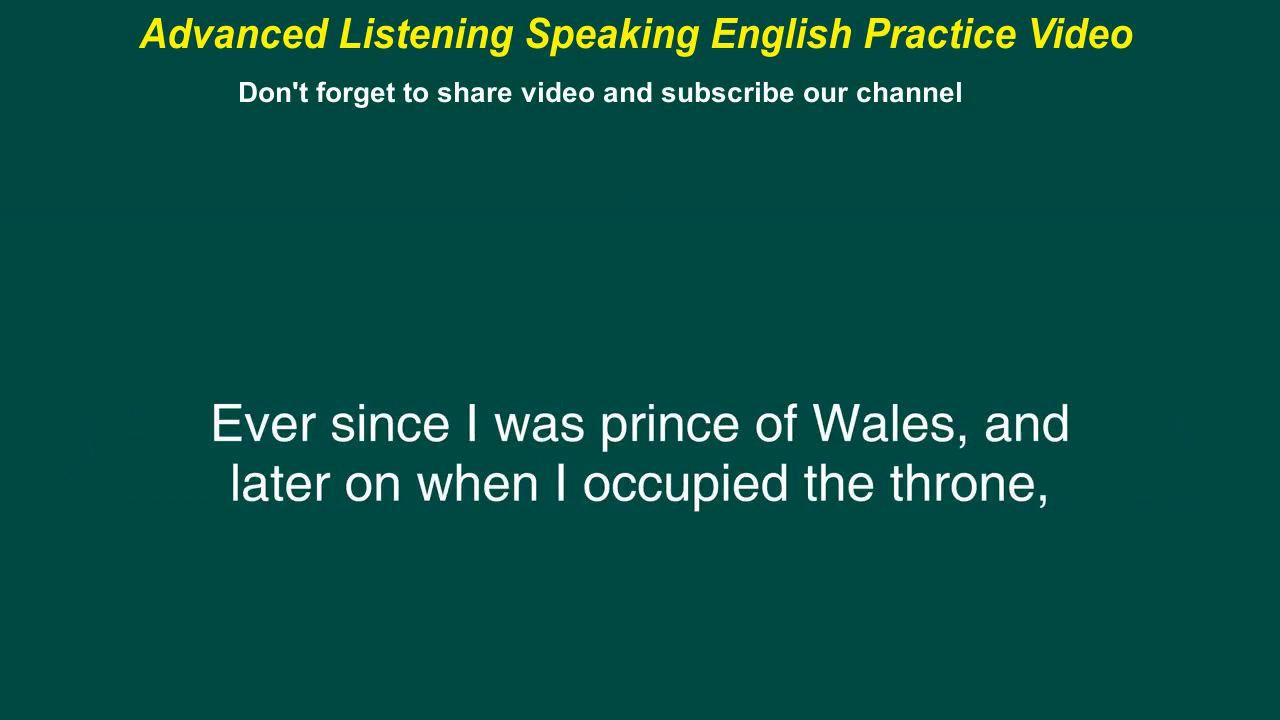 Advanced Listening Speaking English Practice Video
Don't forget to share video and subscribe our channel
Ever since I was prince of Wales, and
later on when I occupied the throne,